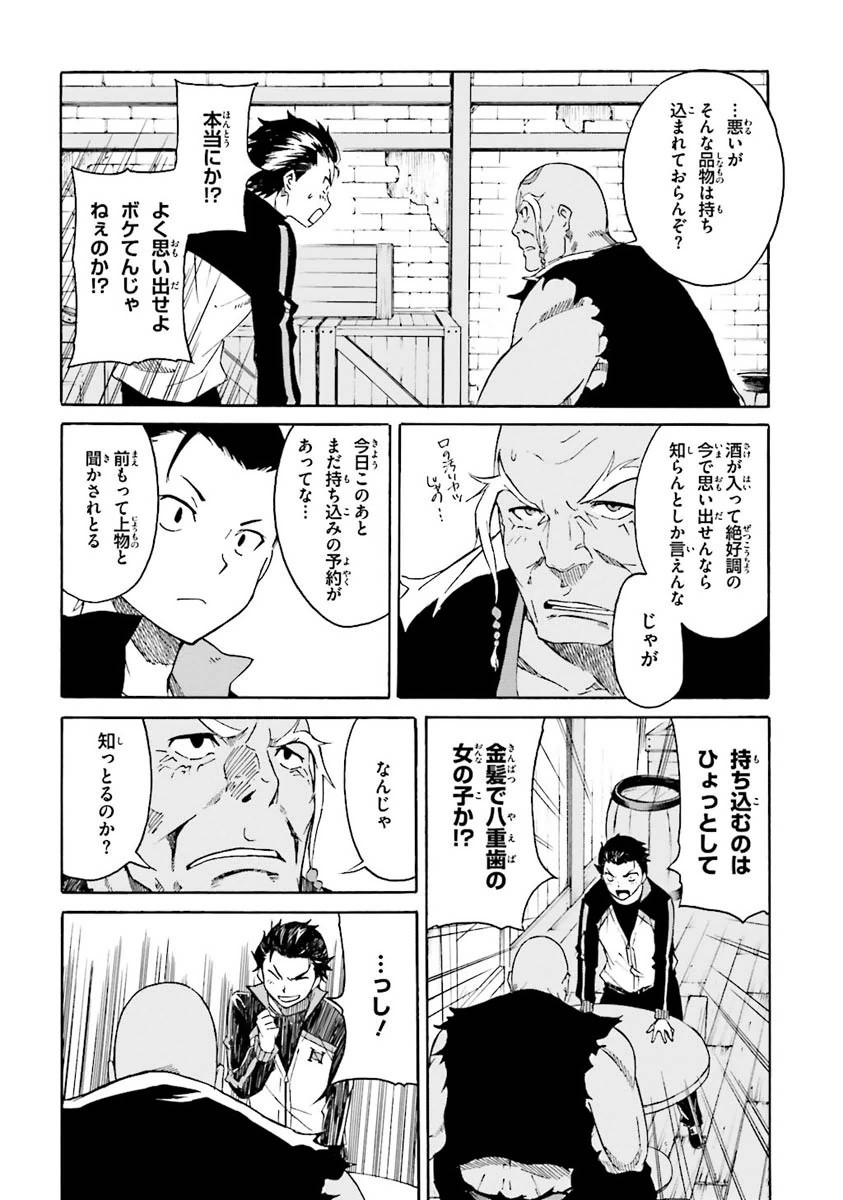 …悪いが
そんな品物は持ち
込まれておらんぞ？
本当にか!?
よく思い出せよ
ボケてんじゃ
ねぇのか!?
酒が入って絶好調の
今で思い出せんなら
知らんとしか言えんな
じゃが
口の汚いヤツ
じゃの…
今日このあと
まだ持ち込みの予約が
あってな…
前もって上物と
聞かされとる
持ち込むのは
ひょっとして
金髪で八重歯の
女の子か!?
なんじゃ
知っとるのか？
…っし！